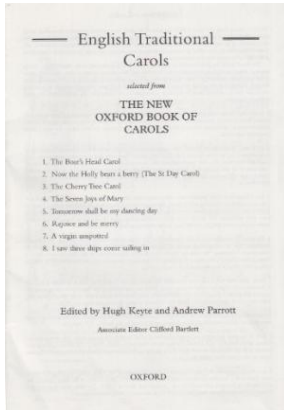 English Traditional
Carols
selected from
THE NEW
OXFORD BOOK OF
CAROLS
1. The Boar's Head Carol
2. Now the Holly bears a berry (The St Day Carol)
3. The Cherry Tree Carol
4. The Seven Joys of Mary
5. Tomorrow shall be my dancing day
6. Rejoice and be merry
7. A virgin unspotted
8. I saw three ships come sailing in
Edited by Hugh Keyte and Andrew Parrott
Associate Editor Clifford Bartlett
OXFORD